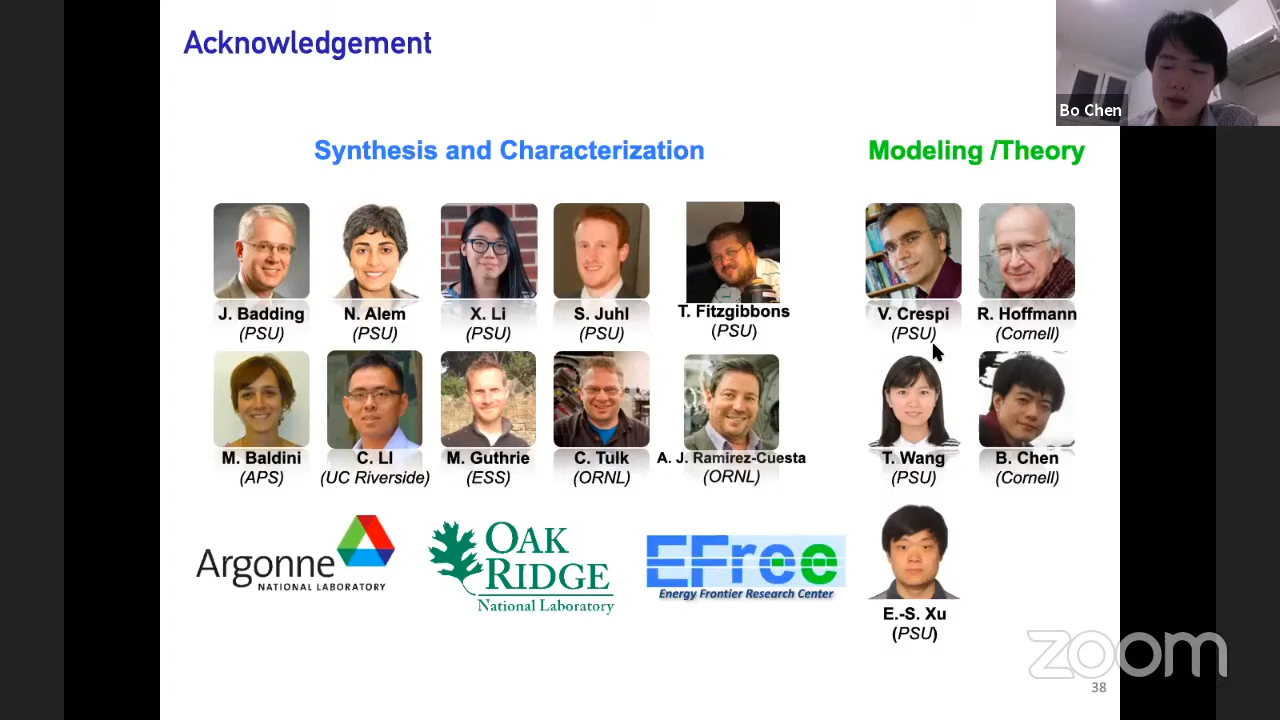 Acknowledgement
Bo Chen
Synthesis and Characterization
Modeling /Theory
J. Badding
(PSU)
N. Alem
(PSU)
X. Li
(PSU)
S. Juhl
(PSU)
T. Fitzgibbons
(PSU)
V. Crespi
(PSU)
R. Hoffmann
(Cornell)
M. Baldini
(APS)
C. LI
(UC Riverside)
M. Guthrie
(ESS)
C. Tulk
(ORNL)
A. J. Ramirez-Cuesta
(ORNL)
T. Wang
(PSU)
B. Chen
(Cornell)
Argonne
NATIONAL LABORATORY
OAK
RIDGE
National Laboratory
EFree
Energy Frontier Research Center
E.-S. Xu
(PSU)
zoom
38